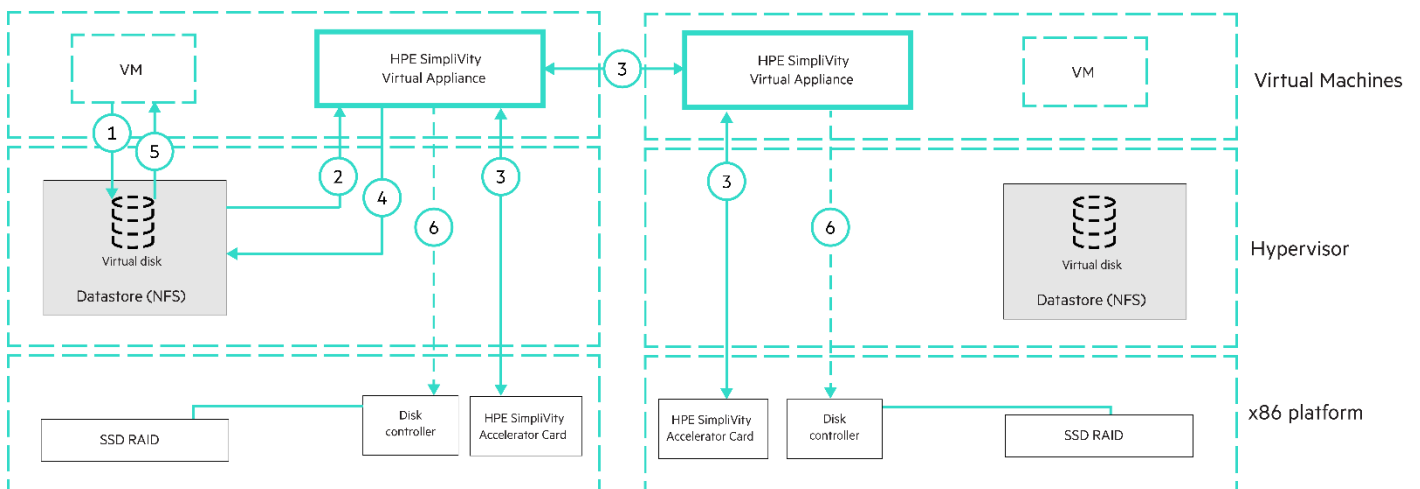 VM
HPE SimpliVity
Virtual Appliance
3
HPE SimpliVity
Virtual Appliance
VM
Virtual Machines
1
5
2
4
3
6
3
6
Virtual disk
Datastore (NFS)
Virtual disk
Datastore (NFS)
Hypervisor
SSD RAID
Disk
controller
HPE SimpliVity
Accelerator Card
HPE SimpliVity
Accelerator Card
Disk
controller
SSD RAID
x86 platform